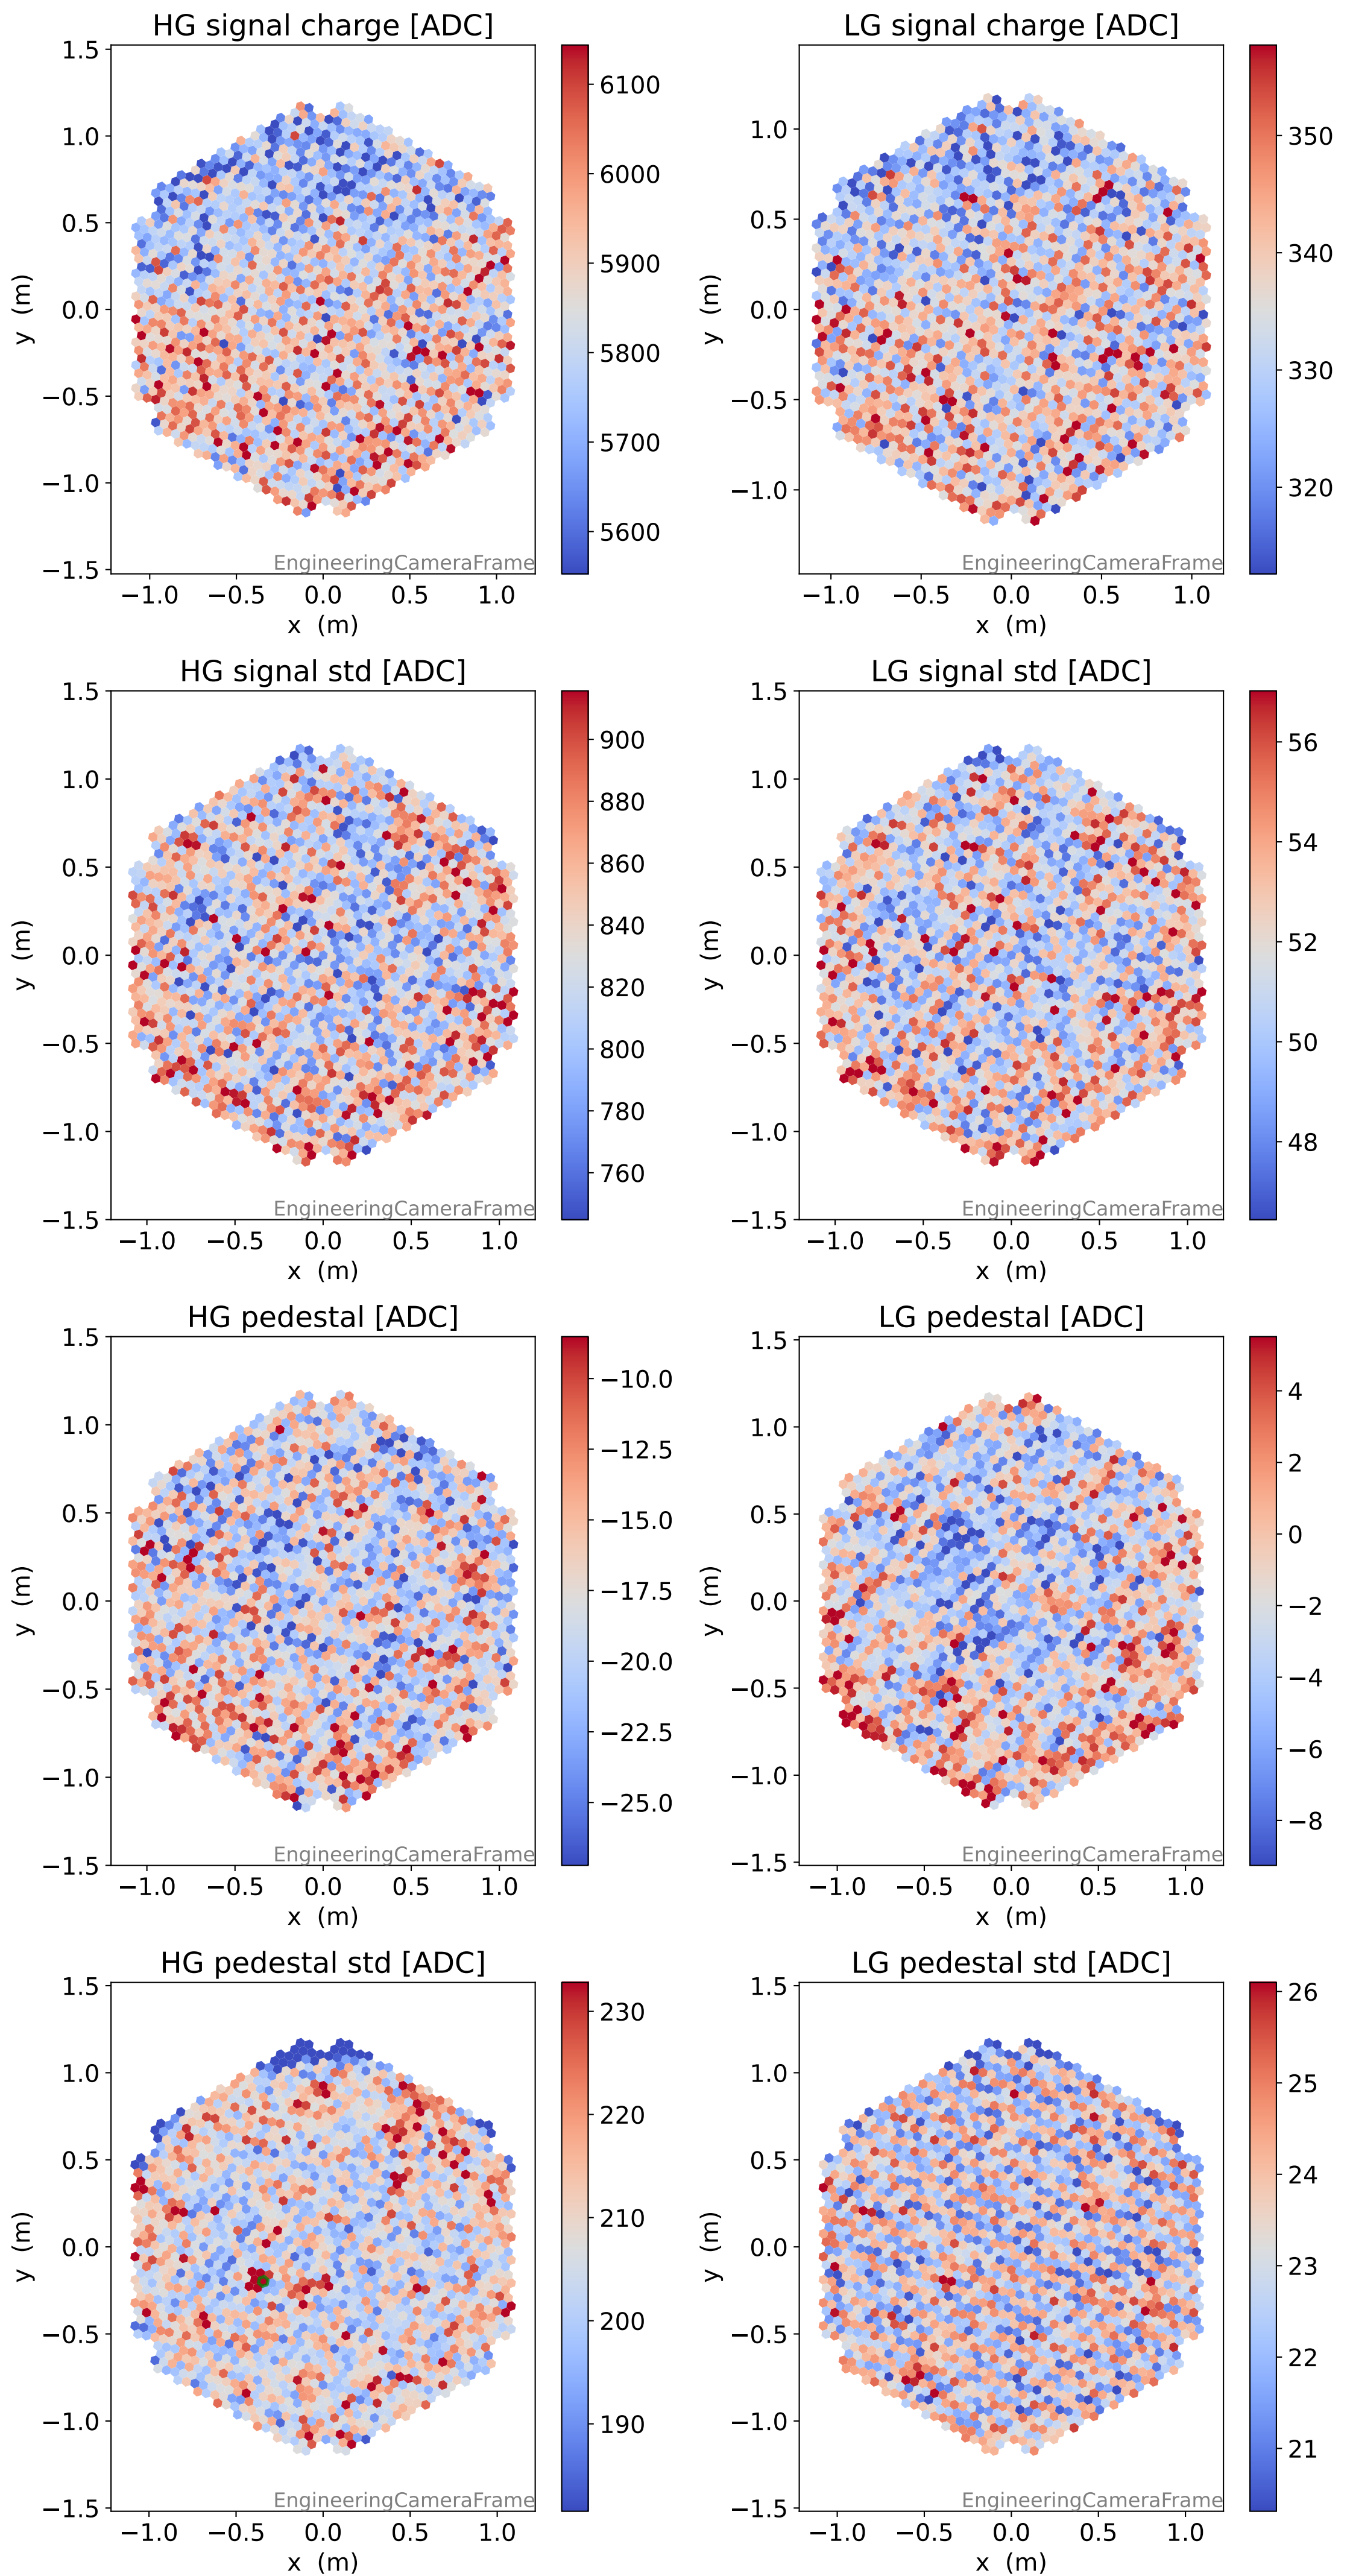 HG signal charge [ADC]
1.5
1.0
0.5
0.0
−0.5
−1.0
−1.5
y (m)
−1.0 −0.5 0.0 0.5 1.0
x (m)
EngineeringCameraFrame
6100
6000
5900
5800
5700
5600
LG signal charge [ADC]
1.0
0.5
0.0
−0.5
−1.0
y (m)
−1.0 −0.5 0.0 0.5 1.0
x (m)
EngineeringCameraFrame
350
340
330
320
HG signal std [ADC]
1.5
1.0
0.5
0.0
−0.5
−1.0
−1.5
y (m)
−1.0 −0.5 0.0 0.5 1.0
x (m)
EngineeringCameraFrame
900
880
860
840
820
800
780
760
LG signal std [ADC]
1.5
1.0
0.5
0.0
−0.5
−1.0
−1.5
y (m)
−1.0 −0.5 0.0 0.5 1.0
x (m)
EngineeringCameraFrame
56
54
52
50
48
HG pedestal [ADC]
1.5
1.0
0.5
0.0
−0.5
−1.0
−1.5
y (m)
−1.0 −0.5 0.0 0.5 1.0
x (m)
EngineeringCameraFrame
−10.0
−12.5
−15.0
−17.5
−20.0
−22.5
−25.0
LG pedestal [ADC]
1.5
1.0
0.5
0.0
−0.5
−1.0
−1.5
y (m)
−1.0 −0.5 0.0 0.5 1.0
x (m)
EngineeringCameraFrame
4
2
0
−2
−4
−6
−8
HG pedestal std [ADC]
1.5
1.0
0.5
0.0
−0.5
−1.0
−1.5
y (m)
−1.0 −0.5 0.0 0.5 1.0
x (m)
EngineeringCameraFrame
230
220
210
200
190
LG pedestal std [ADC]
1.5
1.0
0.5
0.0
−0.5
−1.0
−1.5
y (m)
−1.0 −0.5 0.0 0.5 1.0
x (m)
EngineeringCameraFrame
26
25
24
23
22
21